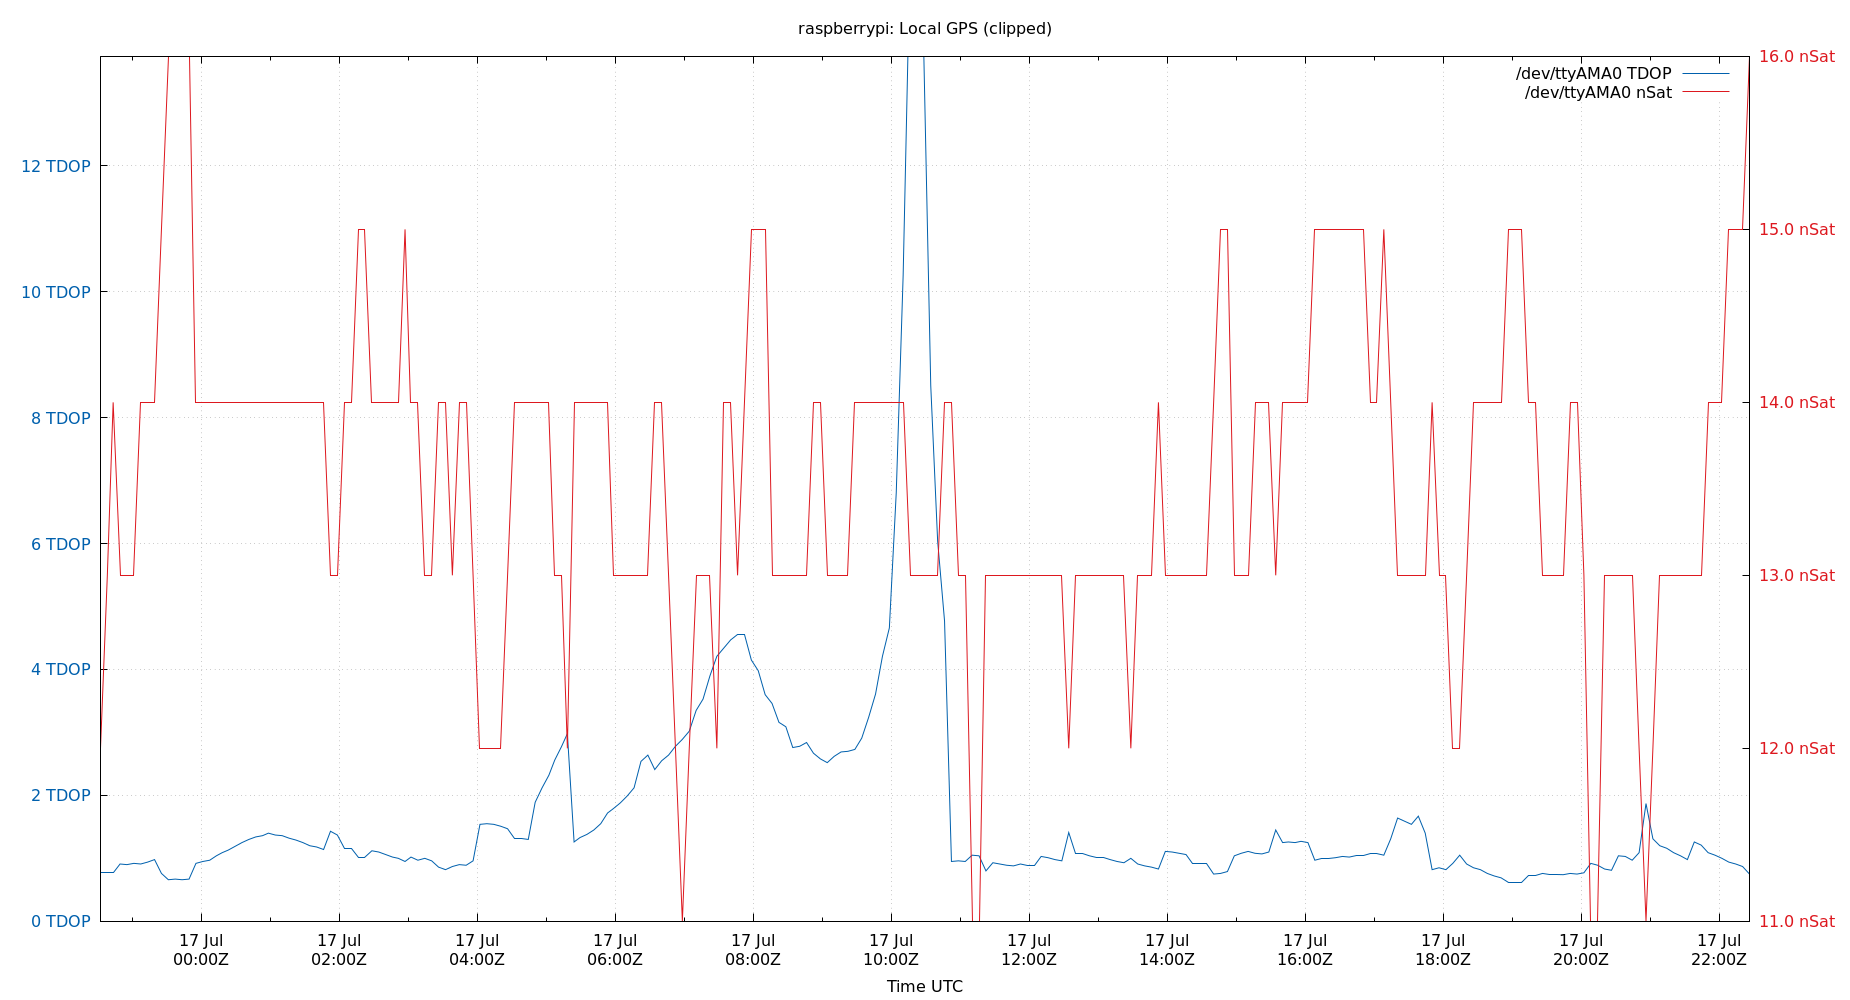 raspberrypi: Local GPS (clipped)
/dev/ttyAMA0 TDOP
/dev/ttyAMA0 nSat
12 TDOP
10 TDOP
8 TDOP
6 TDOP
4 TDOP
2 TDOP
0 TDOP
16.0 nSat
15.0 nSat
14.0 nSat
13.0 nSat
12.0 nSat
11.0 nSat
17 Jul
00:00Z
17 Jul
02:00Z
17 Jul
04:00Z
17 Jul
06:00Z
17 Jul
08:00Z
17 Jul
10:00Z
17 Jul
12:00Z
17 Jul
14:00Z
17 Jul
16:00Z
17 Jul
18:00Z
17 Jul
20:00Z
17 Jul
22:00Z
Time UTC